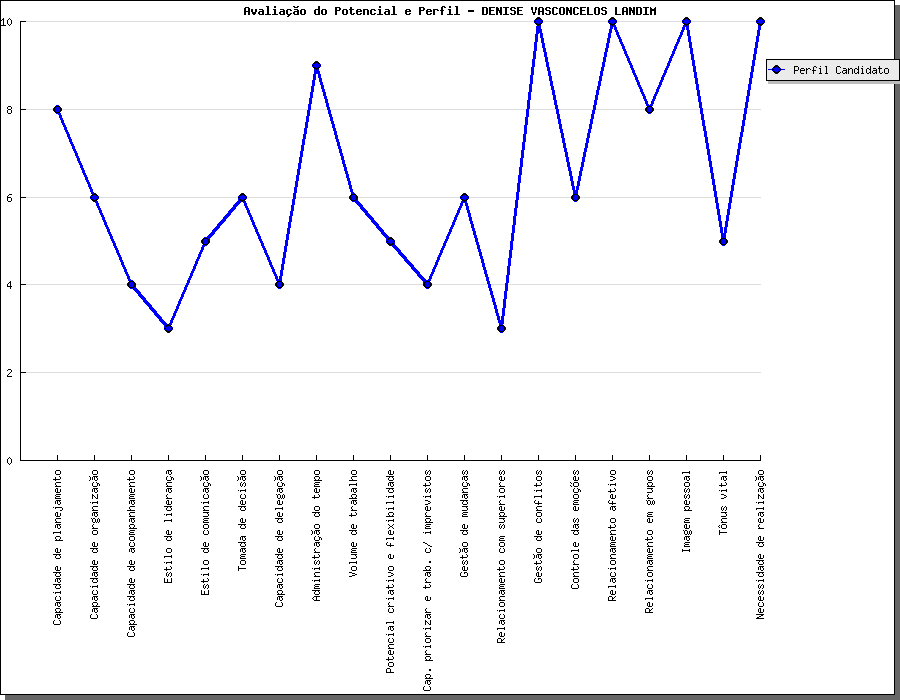 Avaliação do Potencial e Perfil - DENISE VASCONCELOS LANDIM
10
8
6
4
2
0
Perfil Candidato
Capacidade de planejamento
Capacidade de organização
Capacidade de acompanhamento
Estilo de liderança
Estilo de comunicação
Tomada de decisão
Capacidade de delegação
Administração do tempo
Volume de trabalho
Potencial criativo e flexibilidade
Cap. priorizar e trab. c/ imprevistos
Gestão de mudanças
Relacionamento com superiores
Gestão de conflitos
Controle das emoções
Relacionamento afetivo
Relacionamento em grupos
Imagem pessoal
Tônus vital
Necessidade de realização